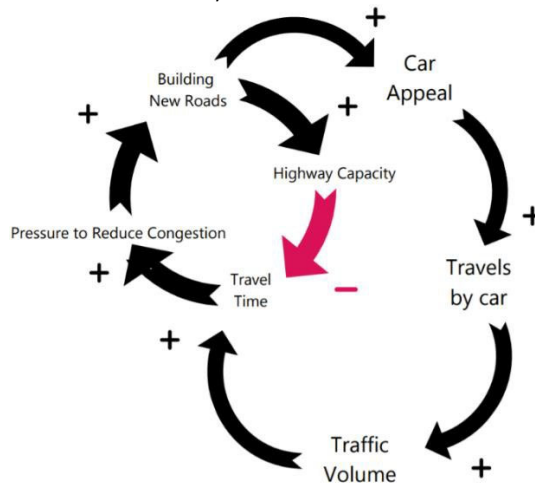 +
Car
Appeal
Building
New Roads
+
+
Highway Capacity
Pressure to Reduce Congestion
+
+
Travels
by car
Travel
Time
−
+
Traffic
Volume
+